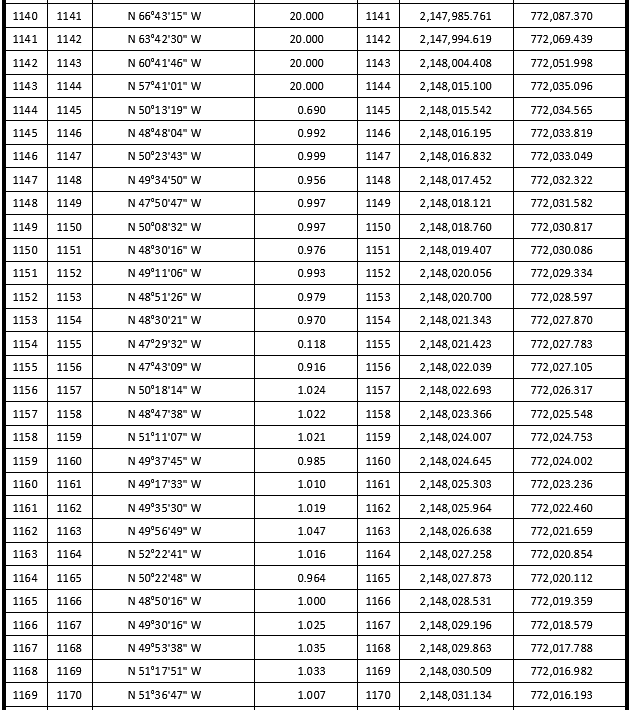 1140 1141 N 66°43'15" W 20.000 1141 2,147,985.761 772,087.370
1141 1142 N 63°42'30" W 20.000 1142 2,147,994.619 772,069.439
1142 1143 N 60°41'46" W 20.000 1143 2,148,004.408 772,051.998
1143 1144 N 57°41'01" W 20.000 1144 2,148,015.100 772,035.096
1144 1145 N 50°13'19" W 0.690 1145 2,148,015.542 772,034.565
1145 1146 N 48°48'04" W 0.992 1146 2,148,016.195 772,033.819
1146 1147 N 50°23'43" W 0.999 1147 2,148,016.832 772,033.049
1147 1148 N 49°34'50" W 0.956 1148 2,148,017.452 772,032.322
1148 1149 N 47°50'47" W 0.997 1149 2,148,018.121 772,031.582
1149 1150 N 50°08'32" W 0.997 1150 2,148,018.760 772,030.817
1150 1151 N 48°30'16" W 0.976 1151 2,148,019.407 772,030.086
1151 1152 N 49°11'06" W 0.993 1152 2,148,020.056 772,029.334
1152 1153 N 48°51'26" W 0.979 1153 2,148,020.700 772,028.597
1153 1154 N 48°30'21" W 0.970 1154 2,148,021.343 772,027.870
1154 1155 N 47°29'32" W 0.118 1155 2,148,021.423 772,027.783
1155 1156 N 47°43'09" W 0.916 1156 2,148,022.039 772,027.105
1156 1157 N 50°18'14" W 1.024 1157 2,148,022.693 772,026.317
1157 1158 N 48°47'38" W 1.022 1158 2,148,023.366 772,025.548
1158 1159 N 51°11'07" W 1.021 1159 2,148,024.007 772,024.753
1159 1160 N 49°37'45" W 0.985 1160 2,148,024.645 772,024.002
1160 1161 N 49°17'33" W 1.010 1161 2,148,025.303 772,023.236
1161 1162 N 49°35'30" W 1.019 1162 2,148,025.964 772,022.460
1162 1163 N 49°56'49" W 1.047 1163 2,148,026.638 772,021.659
1163 1164 N 52°22'41" W 1.016 1164 2,148,027.258 772,020.854
1164 1165 N 50°22'48" W 0.964 1165 2,148,027.873 772,020.112
1165 1166 N 48°50'16" W 1.000 1166 2,148,028.531 772,019.359
1166 1167 N 49°30'16" W 1.025 1167 2,148,029.196 772,018.579
1167 1168 N 49°53'38" W 1.035 1168 2,148,029.863 772,017.788
1168 1169 N 51°17'51" W 1.033 1169 2,148,030.509 772,016.982
1169 1170 N 51°36'47" W 1.007 1170 2,148,031.134 772,016.193